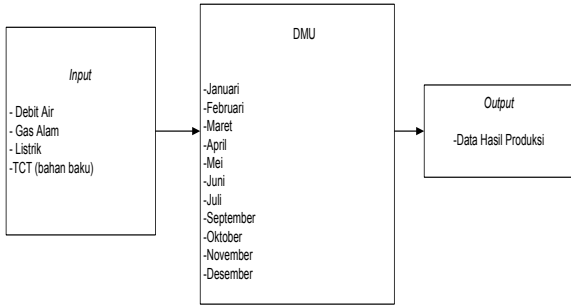 Input
- Debit Air
- Gas Alam
- Listrik
-TCT (bahan baku)
DMU
-Januari
-Februari
-Maret
-April
-Mei
-Juni
-Juli
-September
-Oktober
-November
-Desember
Output
-Data Hasil Produksi